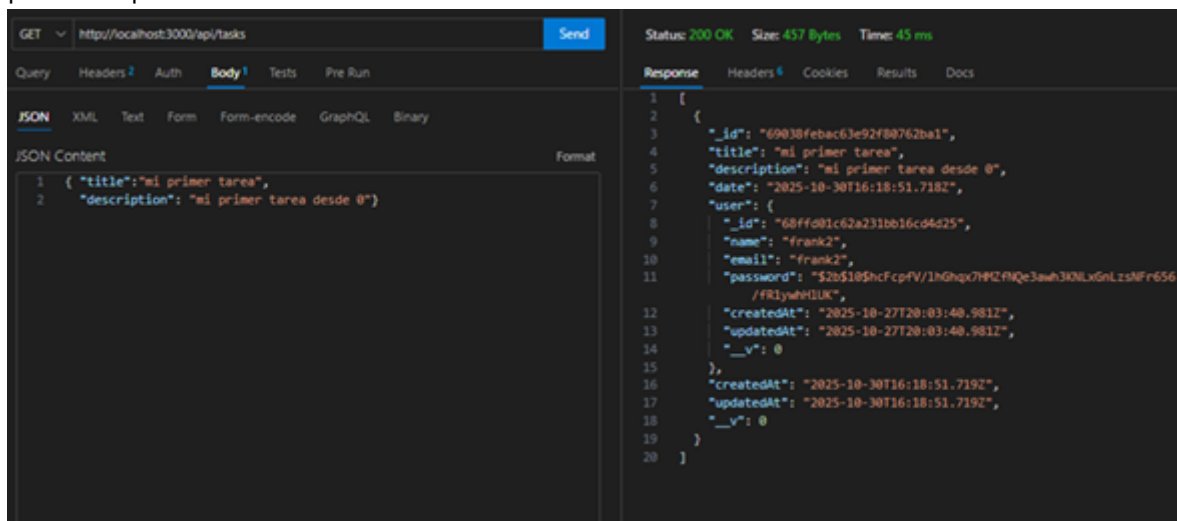 GET http://localhost:3000/api/tasks Send
Status: 200 OK Size: 457 Bytes Time: 45 ms
Query Headers 2 Auth Body 1 Tests Pre Run
Response Headers 6 Cookies Results Docs
JSON XML Text Form Form-encode GraphQL Binary
JSON Content Format
1 { "title":"mi primer tarea",
2 "description": "mi primer tarea desde 0"}
1 [
2 {
3 "_id": "69038febac63e92f80762ba1",
4 "title": "mi primer tarea",
5 "description": "mi primer tarea desde 0",
6 "date": "2025-10-30T16:18:51.718Z",
7 "user": {
8 "_id": "68ffd01c62a231bb16cd4d25",
9 "name": "frank2",
10 "email": "frank2",
11 "password":
12 "createdAt": "2025-10-27T20:03:40.981Z",
13 "updatedAt": "2025-10-27T20:03:40.981Z",
14 "__v": 0
15 },
16 "createdAt": "2025-10-30T16:18:51.719Z",
17 "updatedAt": "2025-10-30T16:18:51.719Z",
18 "__v": 0
19 }
20 ]